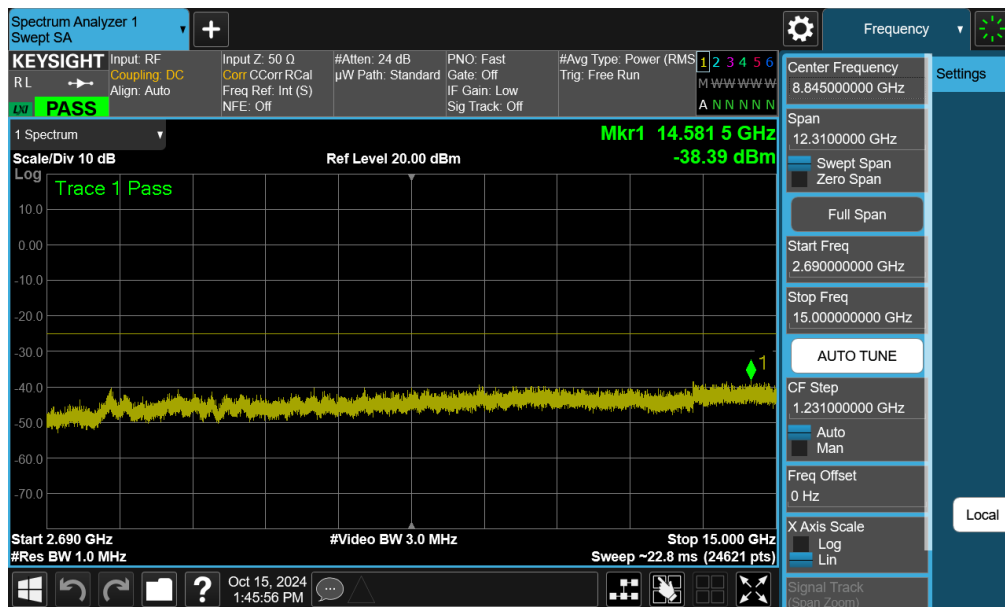 Spectrum Analyzer 1
Swept SA
+
Frequency
KEYSIGHT
RL
LXI PASS
Input: RF
Coupling: DC
Align: Auto
Input Z: 50 Ω
Corr CCorr RCal
Freq Ref: Int (S)
NFE: Off
#Atten: 24 dB
µW Path: Standard
PNO: Fast
Gate: Off
IF Gain: Low
Sig Track: Off
#Avg Type: Power (RMS
Trig: Free Run
1 2 3 4 5 6
M W W W W W
A N N N N N
1 Spectrum
Scale/Div 10 dB
Ref Level 20.00 dBm
Mkr1 14.581 5 GHz
-38.39 dBm
Log
Trace 1 Pass
10.0
0.00
-10.0
-20.0
-30.0
-40.0
-50.0
-60.0
-70.0
1
Start 2.690 GHz
#Video BW 3.0 MHz
Stop 15.000 GHz
#Res BW 1.0 MHz
Sweep ~22.8 ms (24621 pts)
?
Oct 15, 2024
1:45:56 PM
Center Frequency
8.845000000 GHz
Span
12.3100000 GHz
Swept Span
Zero Span
Full Span
Start Freq
2.690000000 GHz
Stop Freq
15.000000000 GHz
AUTO TUNE
CF Step
1.231000000 GHz
Auto
Man
Freq Offset
0 Hz
X Axis Scale
Log
Lin
Signal Track
(Span Zoom)
Settings
Local